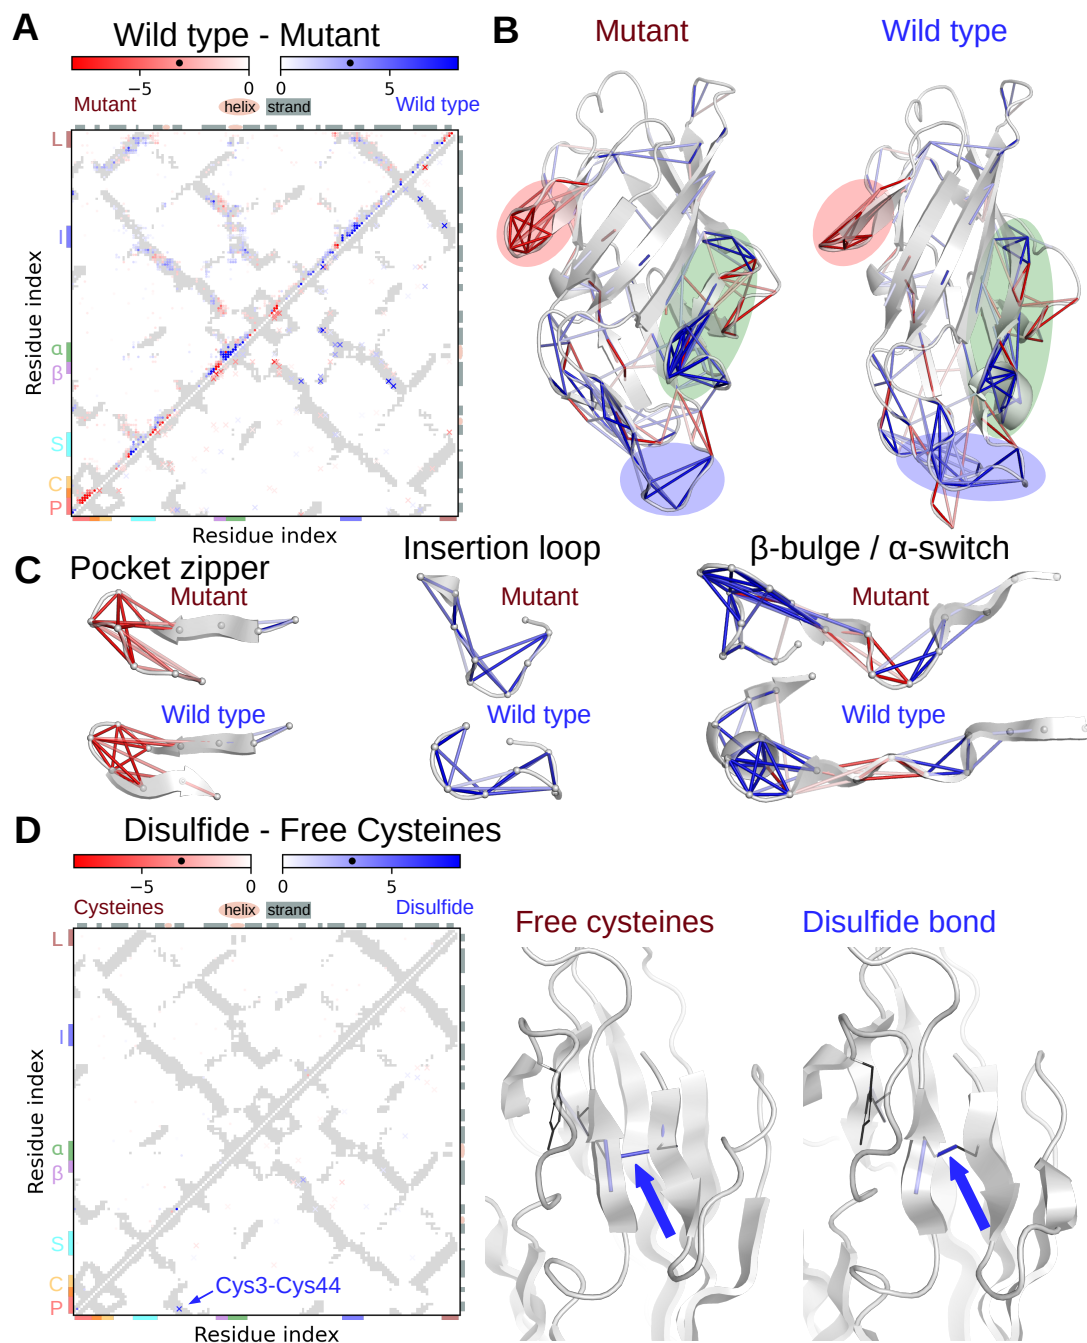 A
Wild type - Mutant
−5
0
0
5
Mutant
helix
strand
Wild type
L
I
α
β
S
C
P
Residue index
Residue index
B
Mutant
Wild type
C
Pocket zipper
Mutant
Wild type
Insertion loop
Mutant
Wild type
β-bulge / α-switch
Mutant
Wild type
D
Disulfide - Free Cysteines
−5
0
0
5
Cysteines
helix
strand
Disulfide
L
I
α
β
S
C
P
Residue index
Cys3-Cys44
Residue index
Free cysteines
Disulfide bond